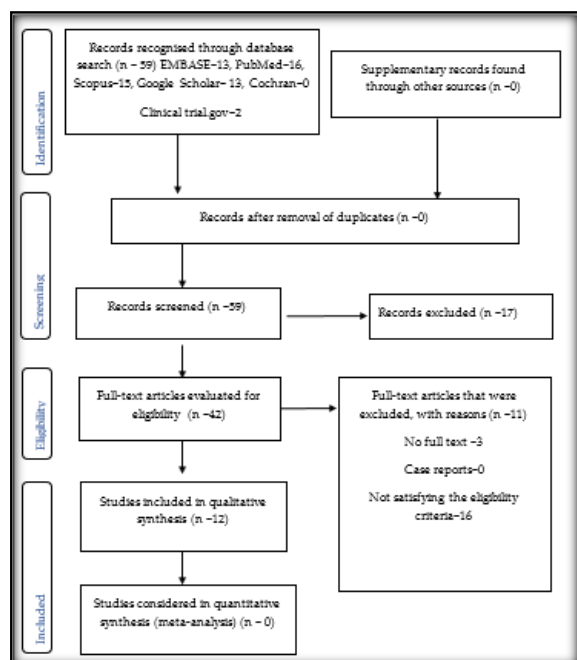 Identification
Records recognised through database
search (n – 59) EMBASE–13, PubMed–16,
Scopus–15, Google Scholar– 13, Cochran–0
Clinical trial.gov–2
Supplementary records found
through other sources (n –0)
Screening
Records after removal of duplicates (n –0)
Records screened (n –59)
Records excluded (n –17)
Eligibility
Full-text articles evaluated for
eligibility (n –42)
Full-text articles that were
excluded, with reasons (n –11)
No full text –3
Case reports–0
Not satisfying the eligibility
criteria–16
Included
Studies included in qualitative
synthesis (n –12)
Studies considered in quantitative
synthesis (meta-analysis) (n – 0)